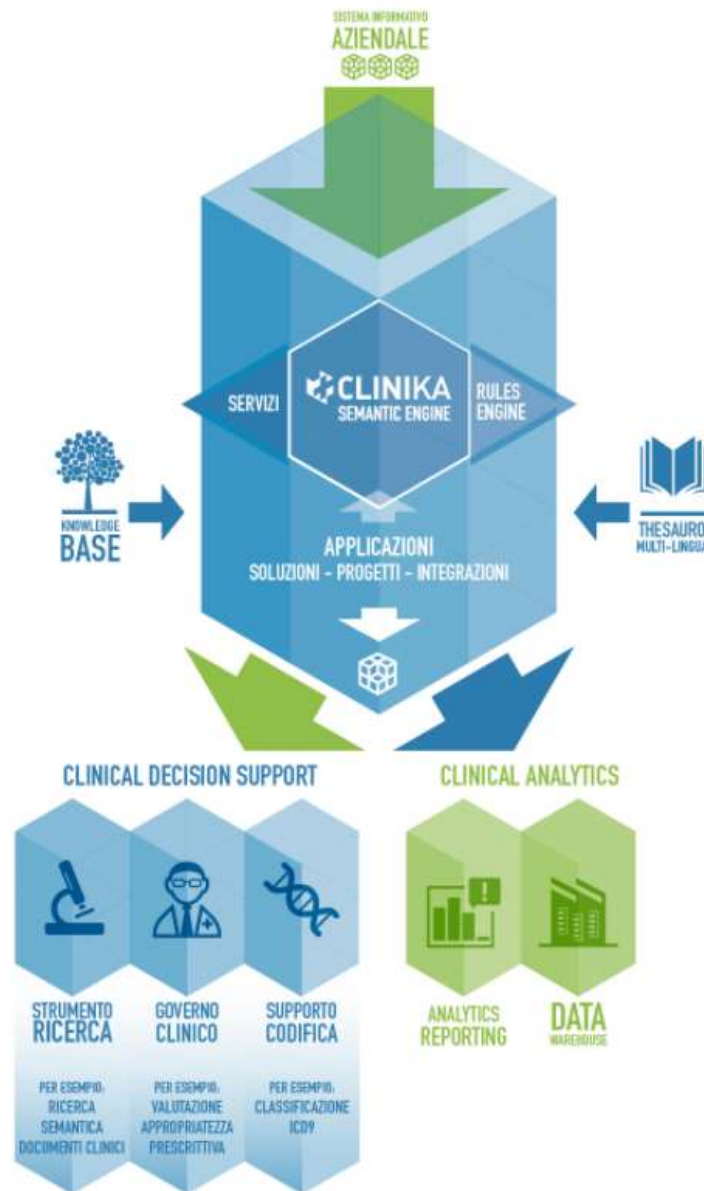 SISTEMA INFORMATIVO
AZIENDALE
SERVIZI
CLINIKA
SEMANTIC ENGINE
RULES
ENGINE
KNOWLEDGE
BASE
THESAURO
MULTI-LINGUA
APPLICAZIONI
SOLUZIONI - PROGETTI - INTEGRAZIONI
CLINICAL DECISION SUPPORT
CLINICAL ANALYTICS
STRUMENTO
RICERCA
GOVERNO
CLINICO
SUPPORTO
CODIFICA
ANALYTICS
REPORTING
DATA
WAREHOUSE
PER ESEMPIO:
RICERCA
SEMANTICA
DOCUMENTI CLINICI
PER ESEMPIO:
VALUTAZIONE
APPROPRIATEZZA
PRESCRITTIVA
PER ESEMPIO:
CLASSIFICAZIONE
ICD9